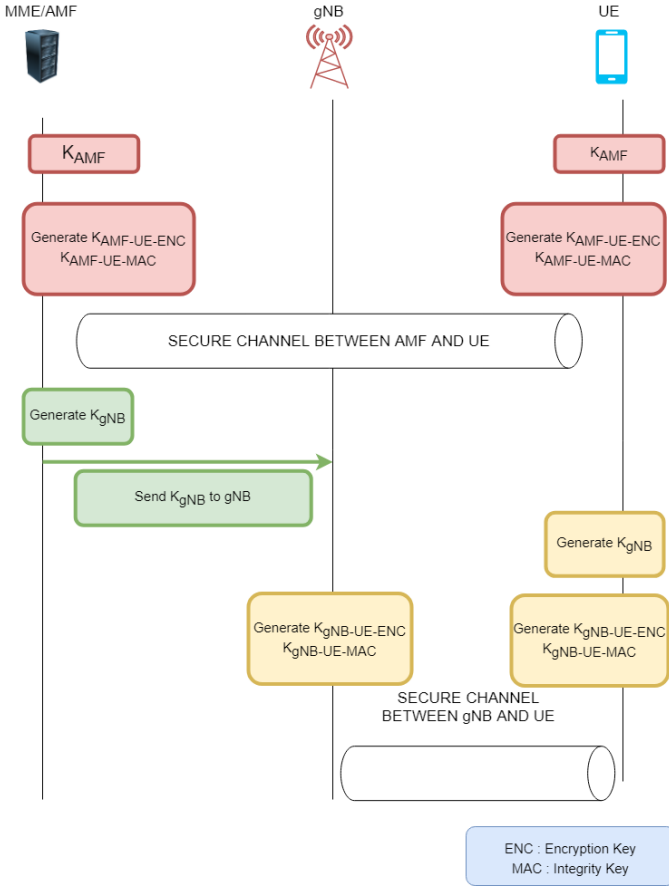 MME/AMF
gNB
UE
KAMF
KAMF
Generate KAMF-UE-ENC
KAMF-UE-MAC
Generate KAMF-UE-ENC
KAMF-UE-MAC
SECURE CHANNEL BETWEEN AMF AND UE
Generate KgNB
Send KgNB to gNB
Generate KgNB
Generate KgNB-UE-ENC
KgNB-UE-MAC
Generate KgNB-UE-ENC
KgNB-UE-MAC
SECURE CHANNEL
BETWEEN gNB AND UE
ENC : Encryption Key
MAC : Integrity Key